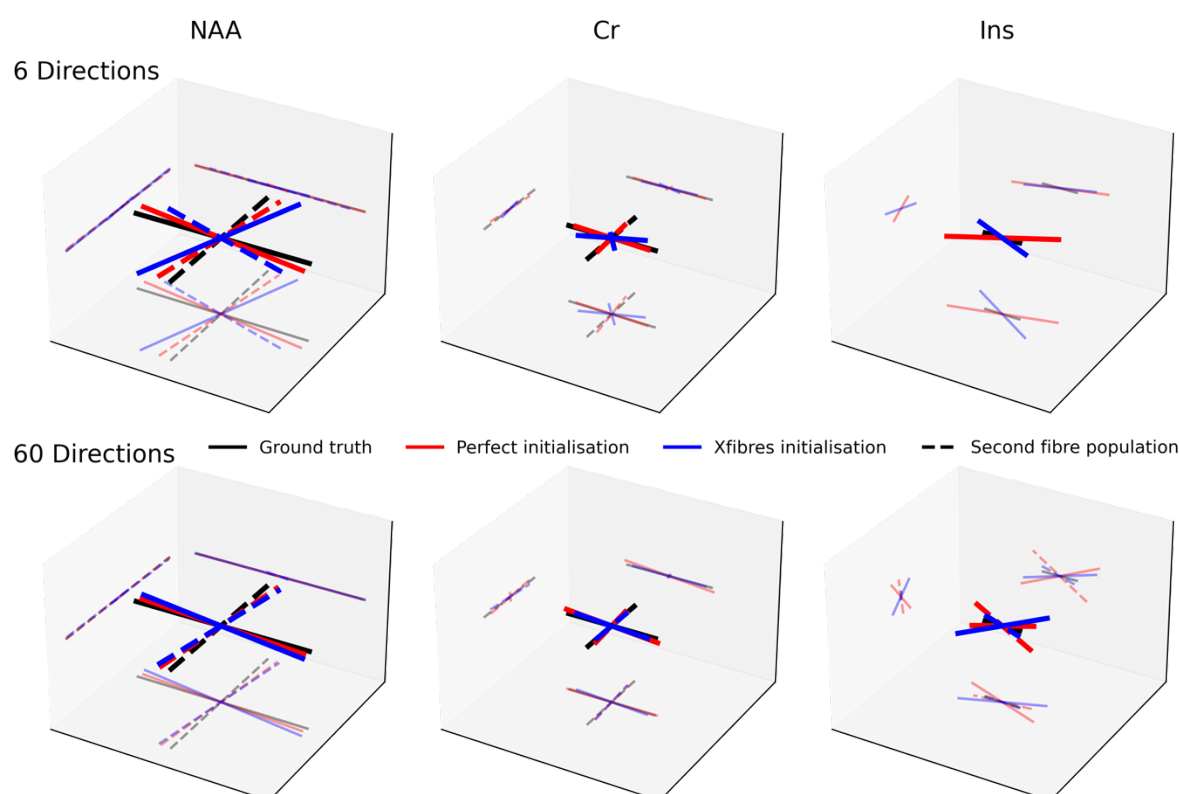 NAA Cr Ins
6 Directions
60 Directions
Ground truth Perfect initialisation Xfibres initialisation Second fibre population